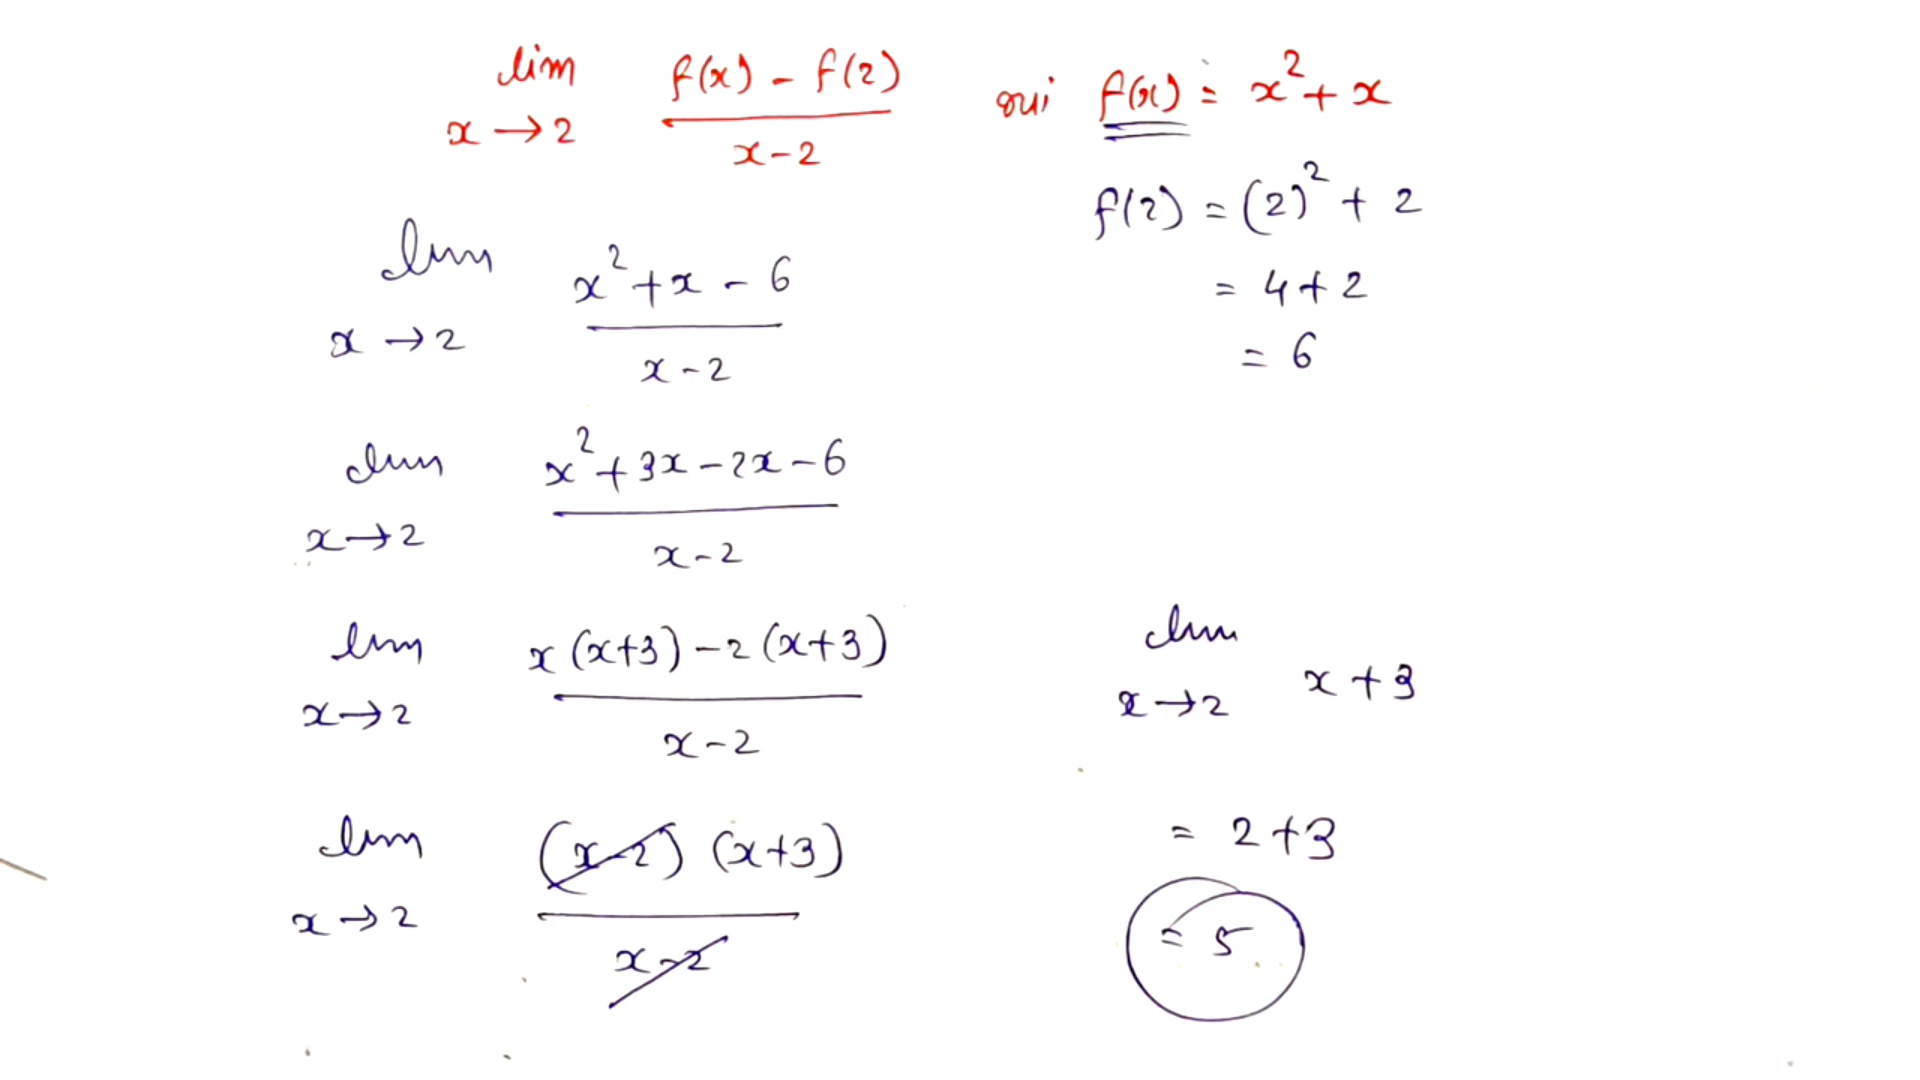 lim x→2 f(x) - f(2) / x-2 oui f(x) = x² + x
f(2) = (2)² + 2
= 4 + 2
= 6
lim x→2 x² + x - 6 / x-2
lim x→2 x² + 3x - 2x - 6 / x-2
lim x→2 x(x+3) - 2(x+3) / x-2
lim x→2 (x-2) (x+3) / x-2
lim x→2 x+3
= 2+3
= 5